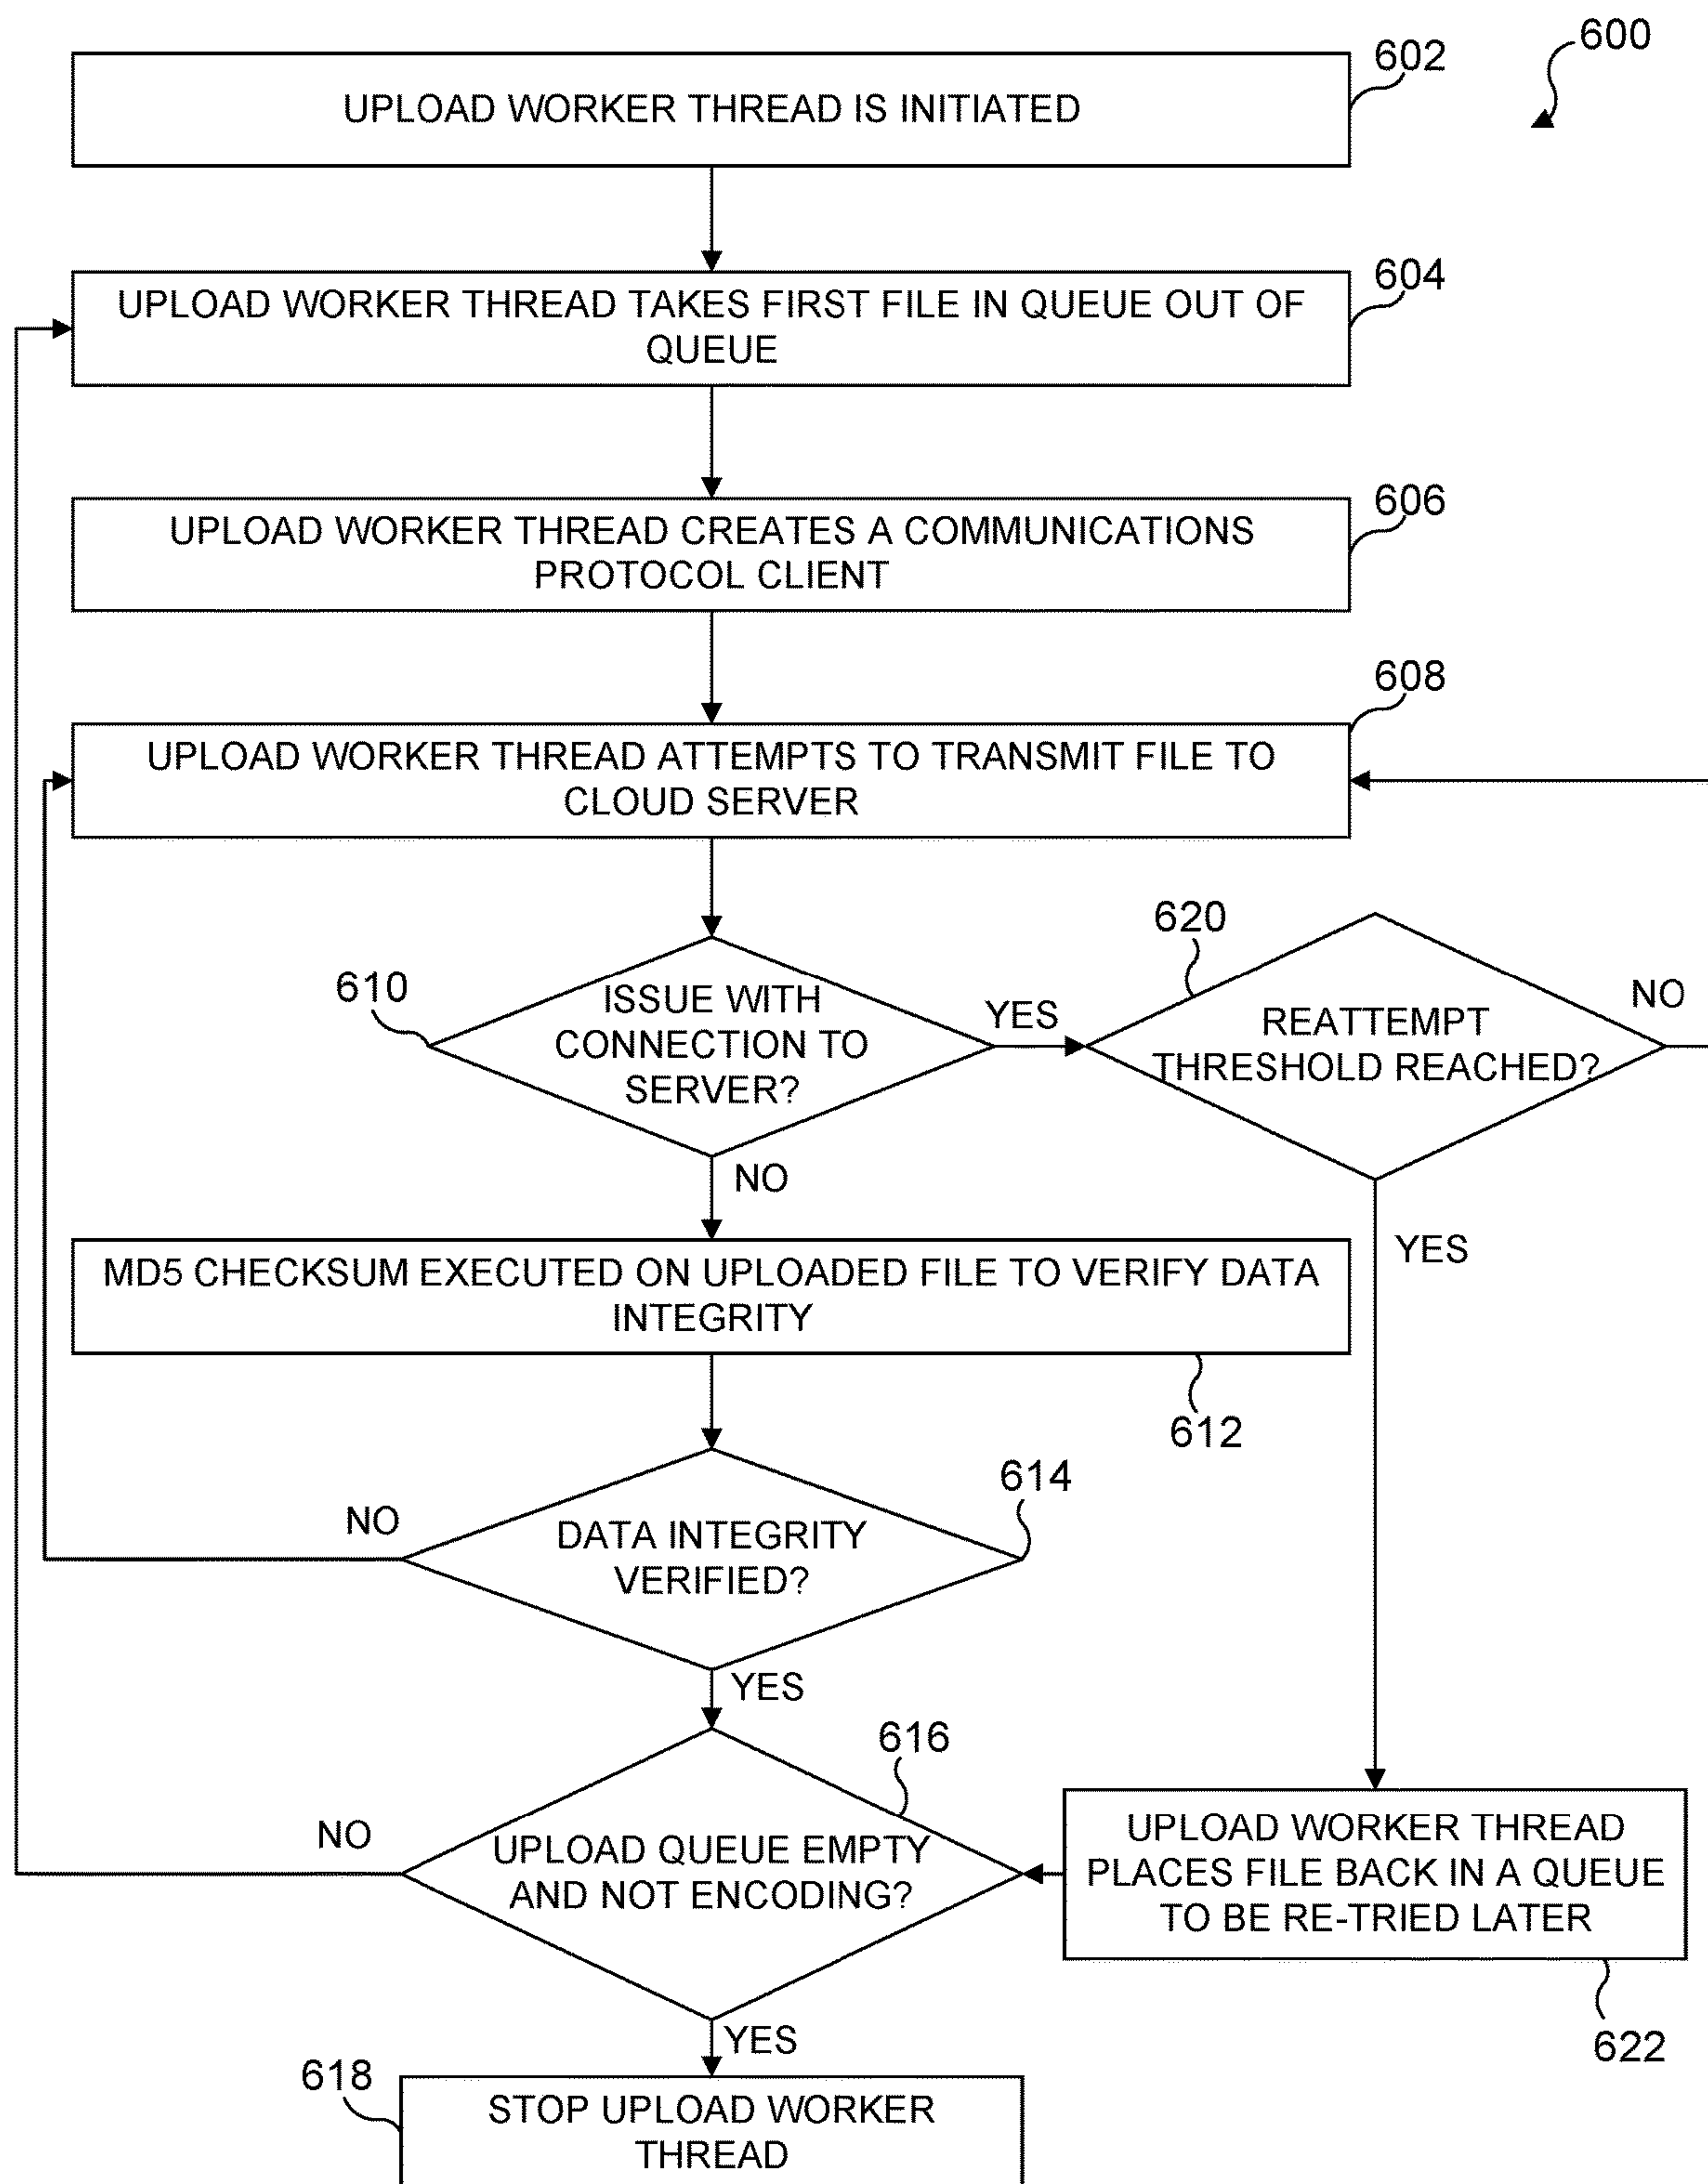 600
602
UPLOAD WORKER THREAD IS INITIATED
604
UPLOAD WORKER THREAD TAKES FIRST FILE IN QUEUE OUT OF
QUEUE
606
UPLOAD WORKER THREAD CREATES A COMMUNICATIONS
PROTOCOL CLIENT
608
UPLOAD WORKER THREAD ATTEMPTS TO TRANSMIT FILE TO
CLOUD SERVER
610
ISSUE WITH
CONNECTION TO
SERVER?
YES
NO
620
REATTEMPT
THRESHOLD REACHED?
NO
YES
MD5 CHECKSUM EXECUTED ON UPLOADED FILE TO VERIFY DATA
INTEGRITY
612
614
DATA INTEGRITY
VERIFIED?
NO
YES
616
UPLOAD QUEUE EMPTY
AND NOT ENCODING?
NO
YES
UPLOAD WORKER THREAD
PLACES FILE BACK IN A QUEUE
TO BE RE-TRIED LATER
622
618
STOP UPLOAD WORKER
THREAD